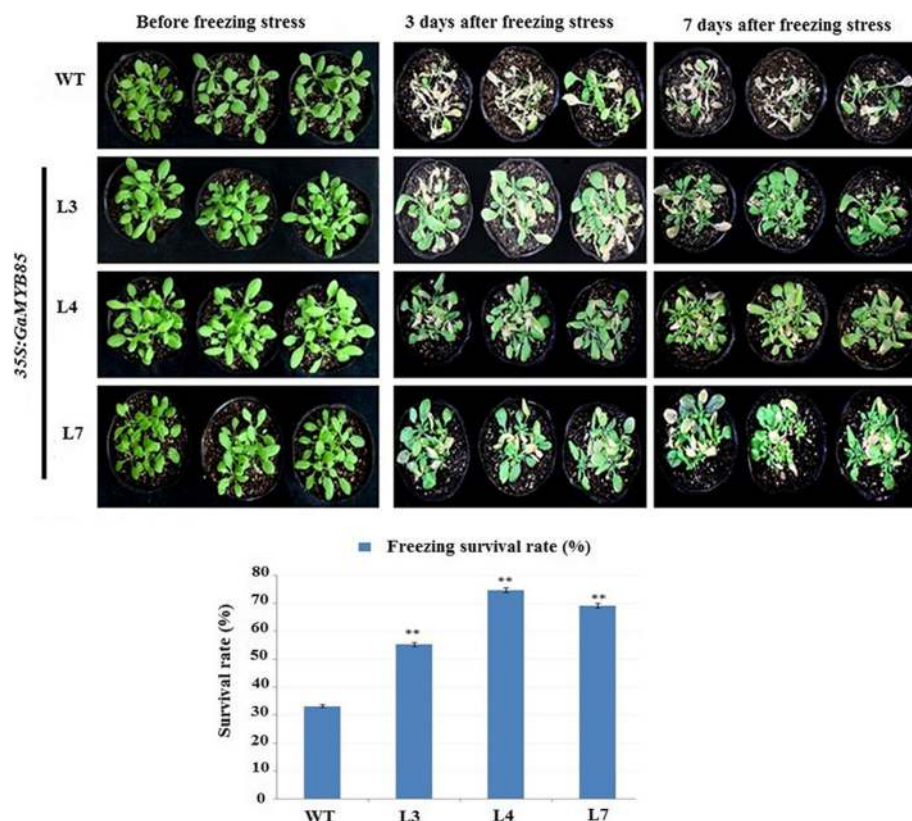 Before freezing stress
3 days after freezing stress
7 days after freezing stress
WT
L3
L4
L7
35S:GaMYB85
Freezing survival rate (%)
Survival rate (%)
80
70
60
50
40
30
20
10
0
**
**
**
WT
L3
L4
L7